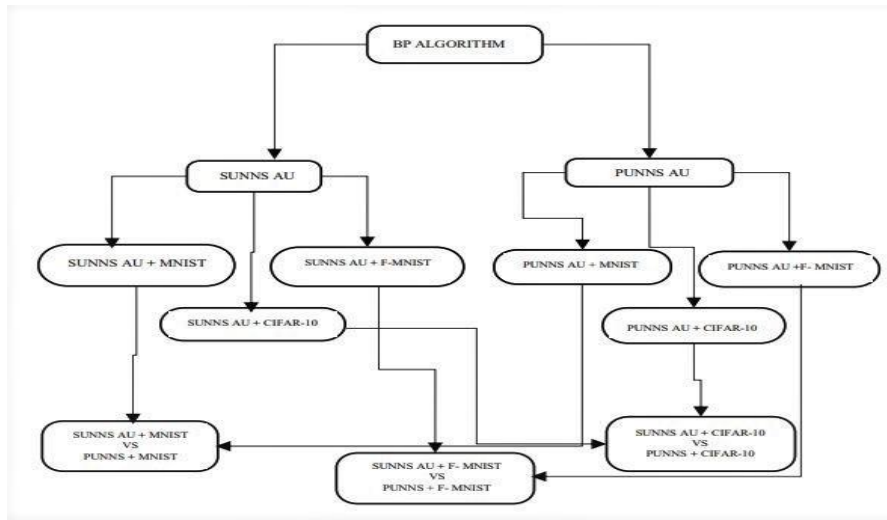 BP ALGORITHM
SUNNS AU
PUNNS AU
SUNNS AU + MNIST
SUNNS AU + F-MNIST
PUNNS AU + MNIST
PUNNS AU +F- MNIST
SUNNS AU + CIFAR-10
PUNNS AU + CIFAR-10
SUNNS AU + MNIST
VS
PUNNS + MNIST
SUNNS AU + CIFAR-10
VS
PUNNS + CIFAR-10
SUNNS AU + F- MNIST
VS
PUNNS + F- MNIST